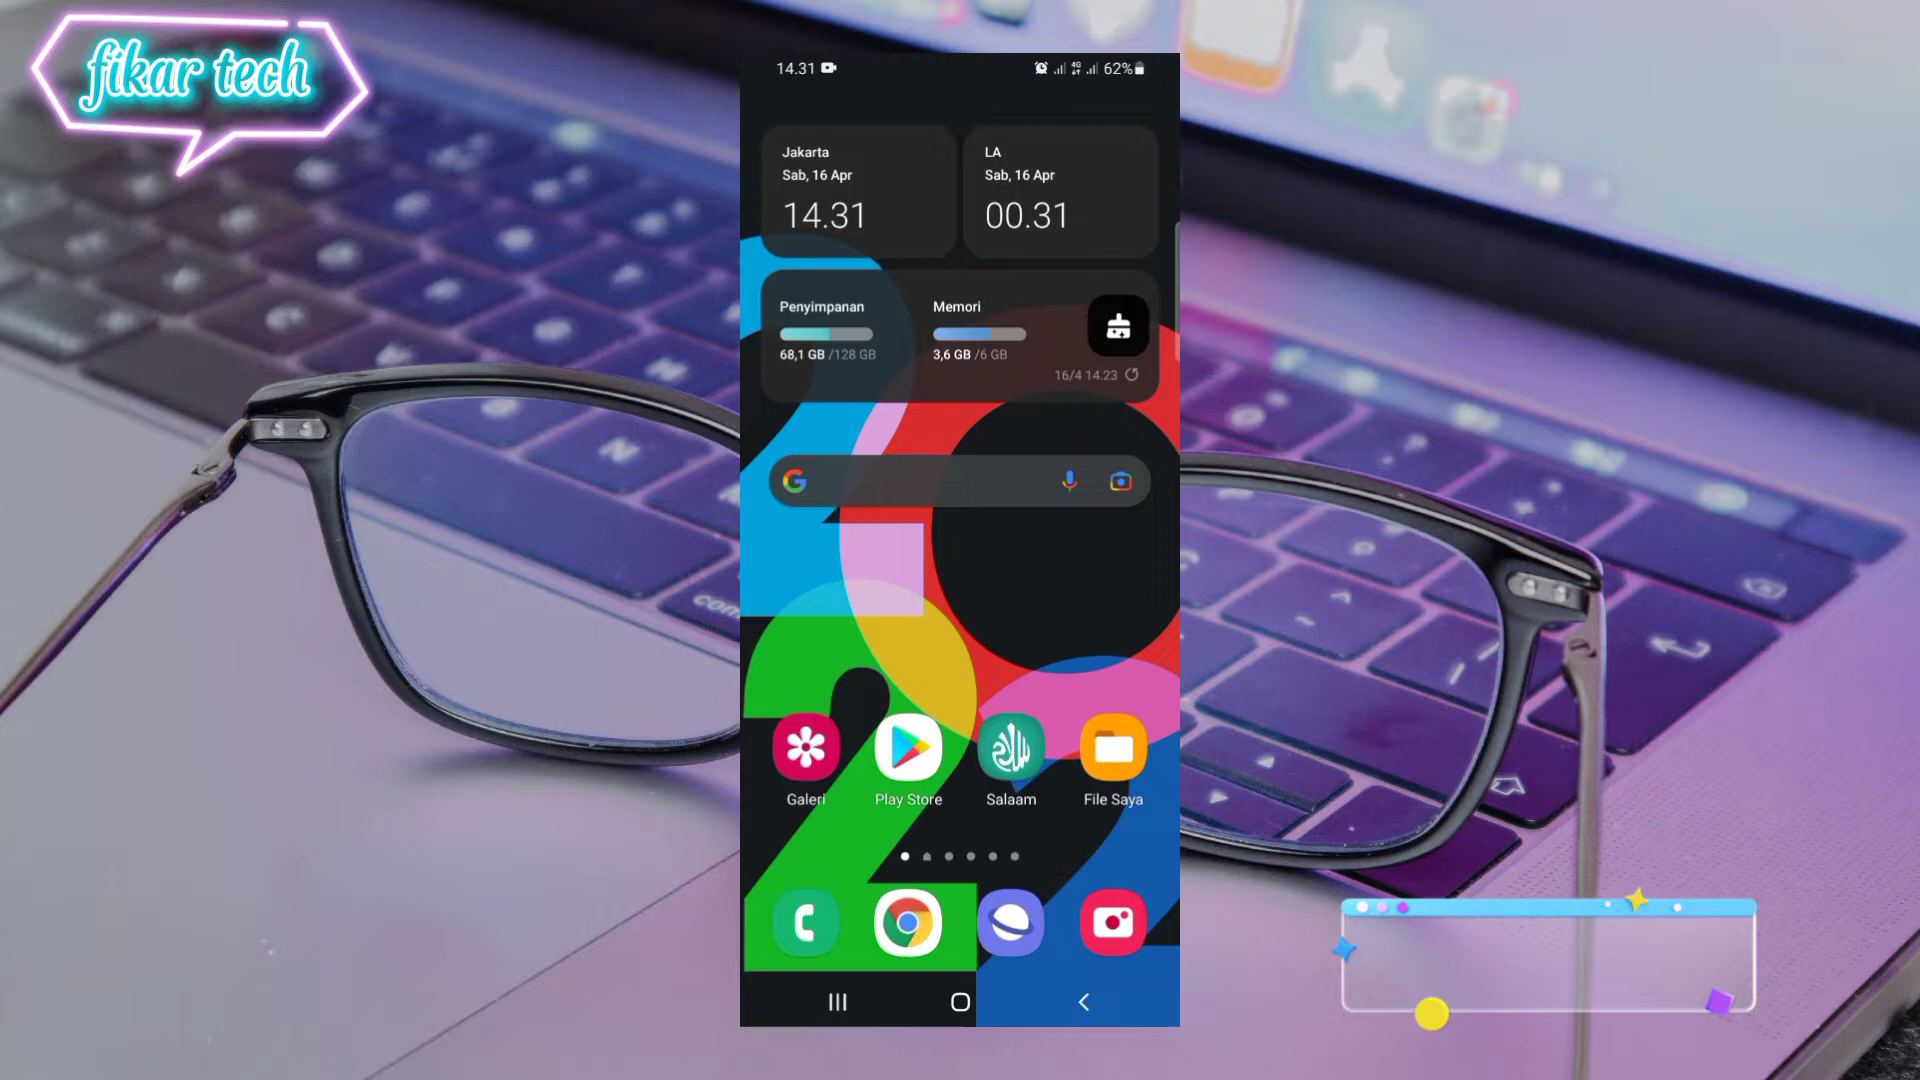 fikar tech
14.31
4G
62%
Jakarta
Sab, 16 Apr
14.31
LA
Sab, 16 Apr
00.31
Penyimpanan
68,1 GB /128 GB
Memori
3,6 GB /6 GB
16/4 14.23
Galeri
Play Store
Salaam
File Saya